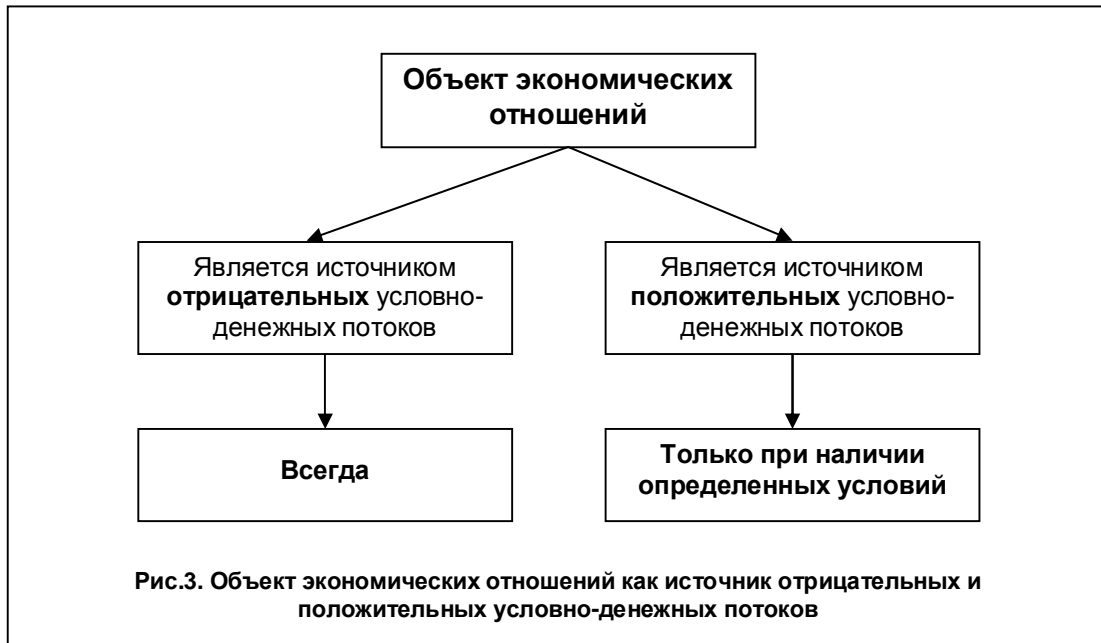 Объект экономических
отношений
Является источником
отрицательных условно-
денежных потоков
Является источником
положительных условно-
денежных потоков
Всегда
Только при наличии
определенных условий
Рис.3. Объект экономических отношений как источник отрицательных и
положительных условно-денежных потоков